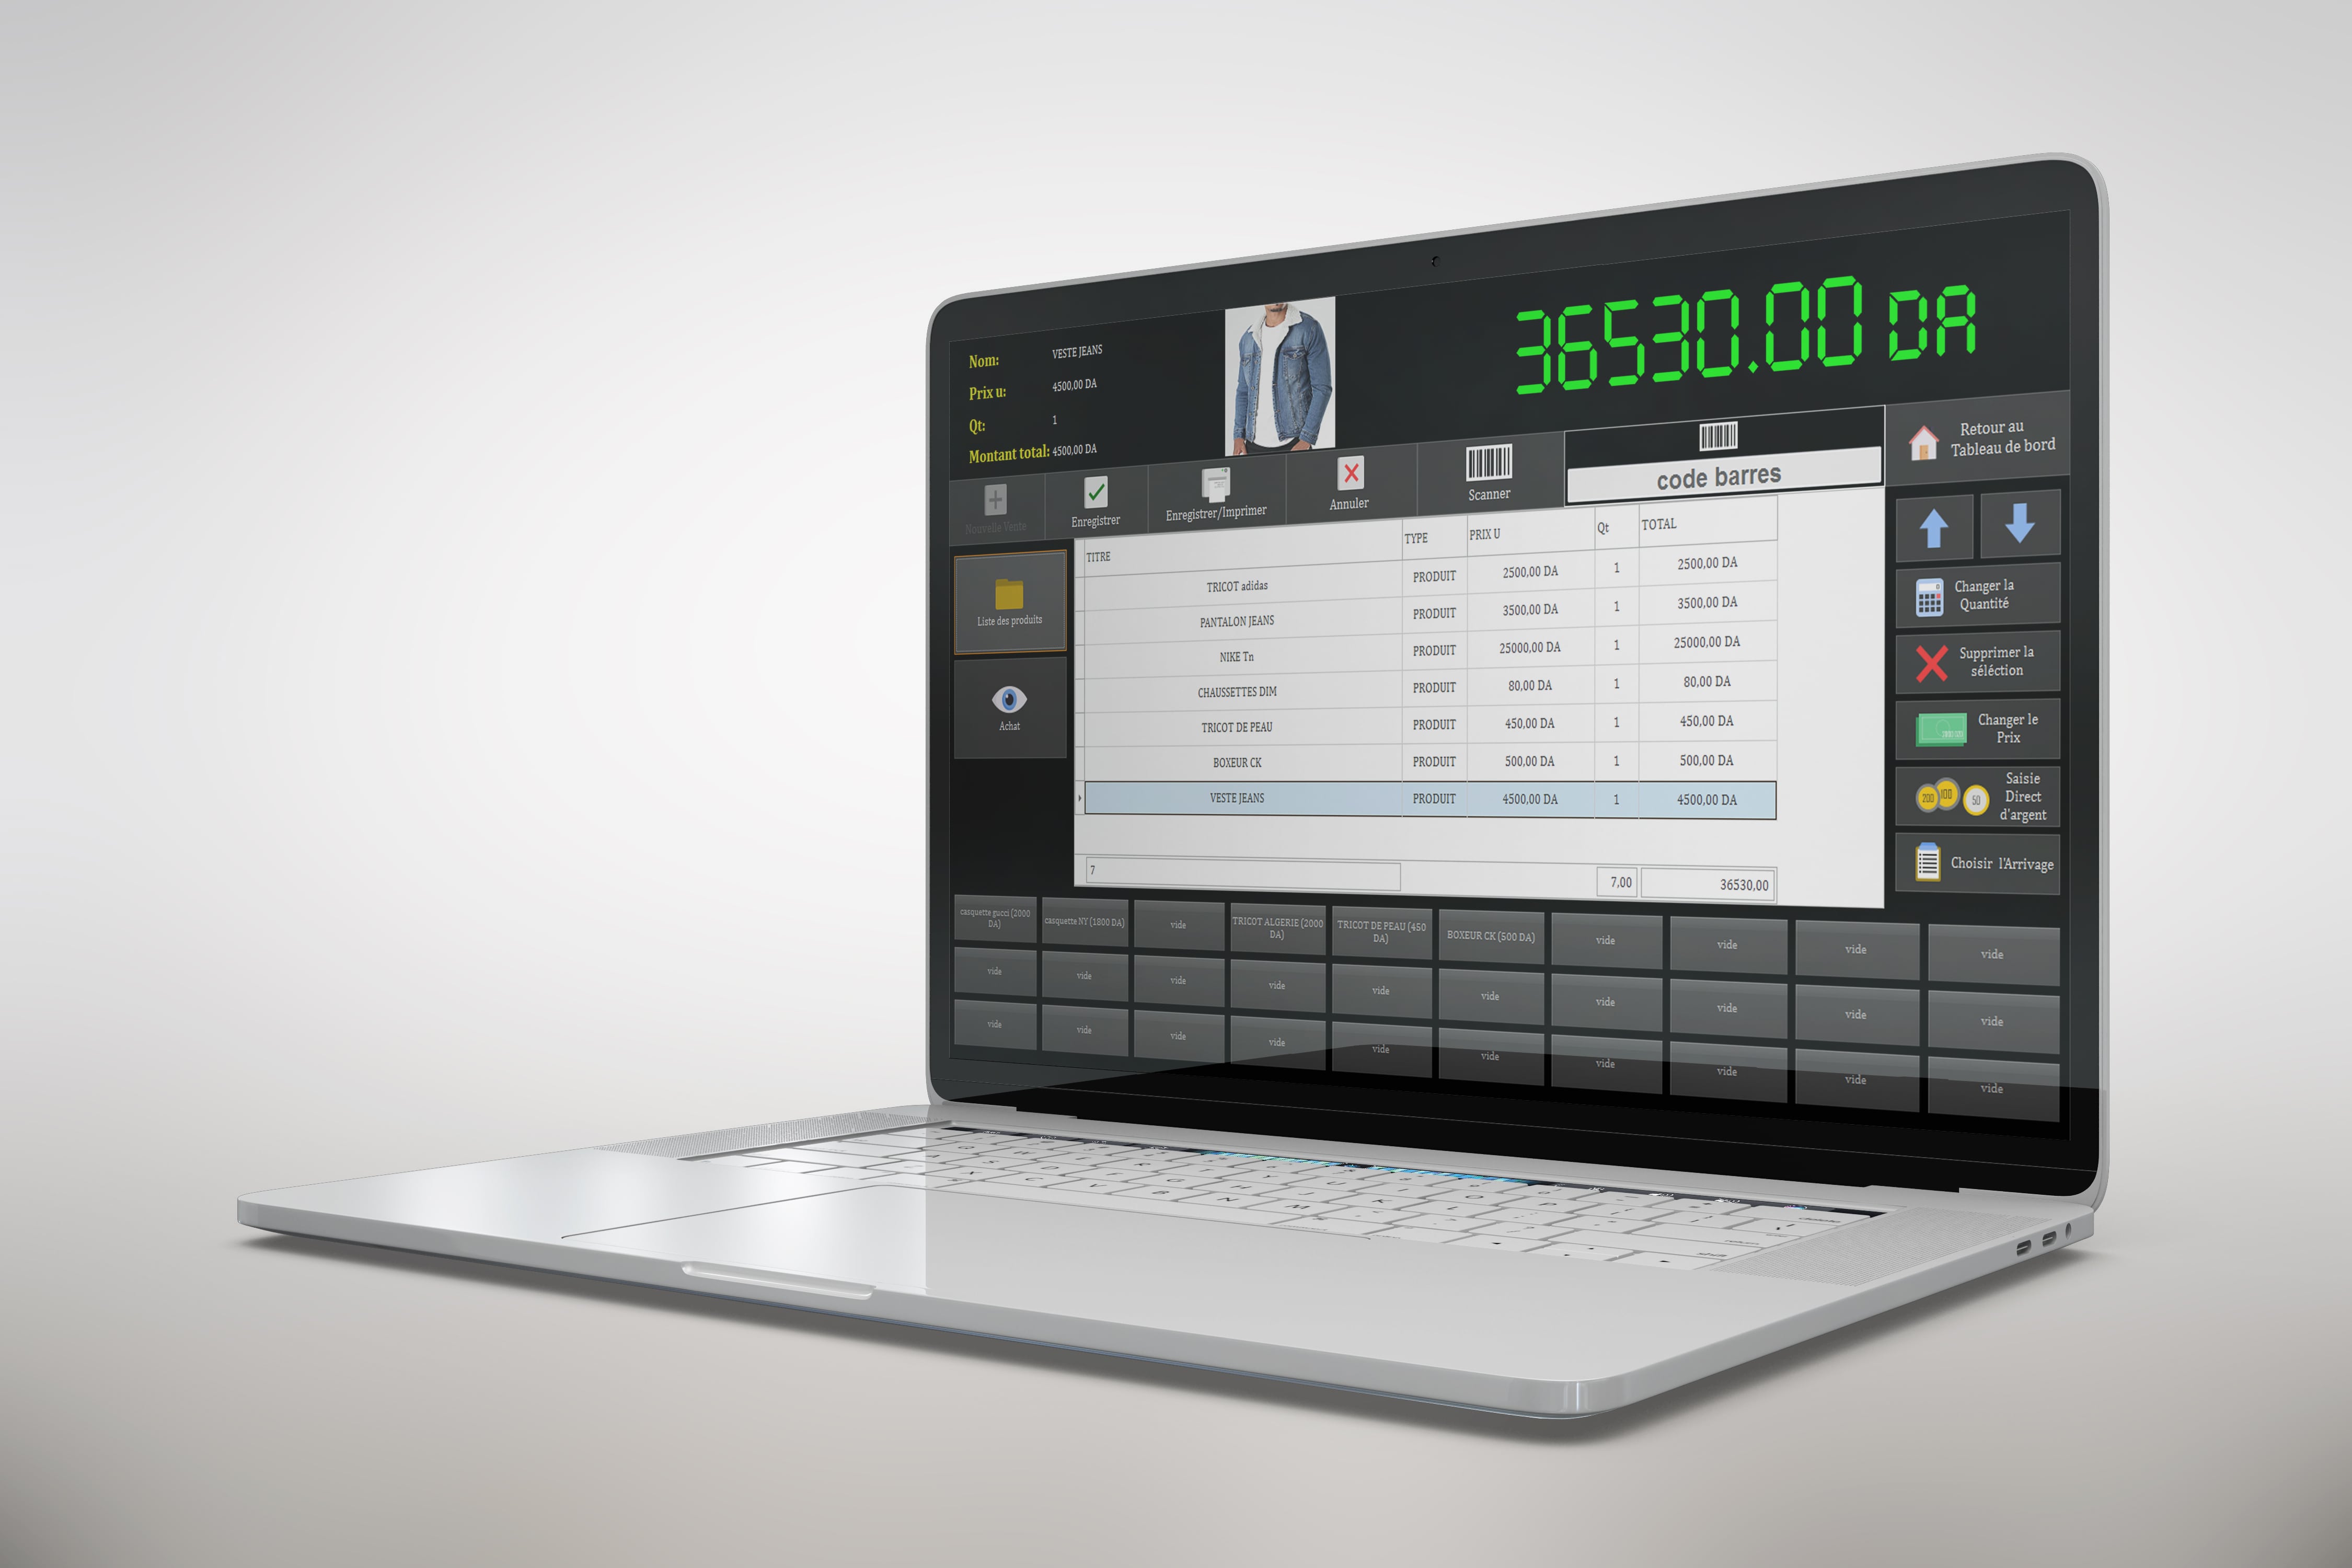 36530.00 DA
Nom: VESTE JEANS
Prix u: 4500,00 DA
Qt: 1
Montant total: 4500,00 DA
Nouvelle Vente
Enregistrer
Enregistrer/Imprimer
Annuler
Scanner
code barres
Retour au
Tableau de bord
Liste des produits
Achat
TITRE TYPE PRIX U Qt TOTAL
TRICOT adidas PRODUIT 2500,00 DA 1 2500,00 DA
PANTALON JEANS PRODUIT 3500,00 DA 1 3500,00 DA
NIKE Tn PRODUIT 25000,00 DA 1 25000,00 DA
CHAUSSETTES DIM PRODUIT 80,00 DA 1 80,00 DA
TRICOT DE PEAU PRODUIT 450,00 DA 1 450,00 DA
BOXEUR CK PRODUIT 500,00 DA 1 500,00 DA
VESTE JEANS PRODUIT 4500,00 DA 1 4500,00 DA
7 7,00 36530,00
Changer la
Quantité
Supprimer la
séléction
Changer le
Prix
200 100 50
Saisie
Direct
d'argent
Choisir l'Arrivage
casquette gucci (2000
DA)
casquette NY (1800 DA)
vide
TRICOT ALGERIE (2000
DA)
TRICOT DE PEAU (450
DA)
BOXEUR CK (500 DA)
vide
vide
vide
vide
vide vide vide vide vide vide vide vide vide vide
vide vide vide vide vide vide vide vide vide vide